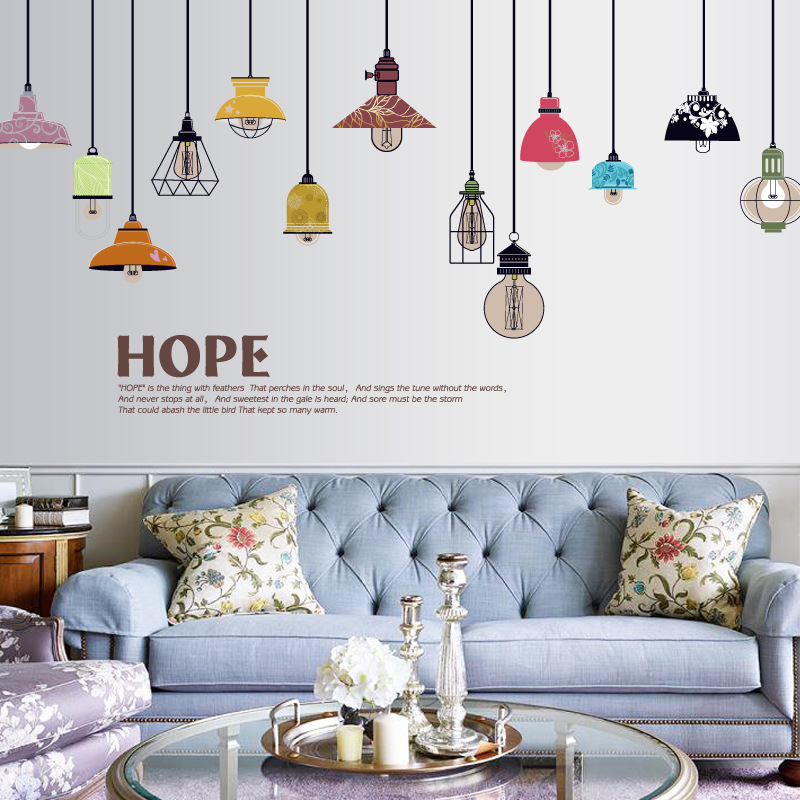 HOPE
"HOPE" is the thing with feathers That perches in the soul, And sings the tune without the words,
And never stops at all, And sweetest in the gale is heard; And sore must be the storm
That could abash the little bird That kept so many warm.